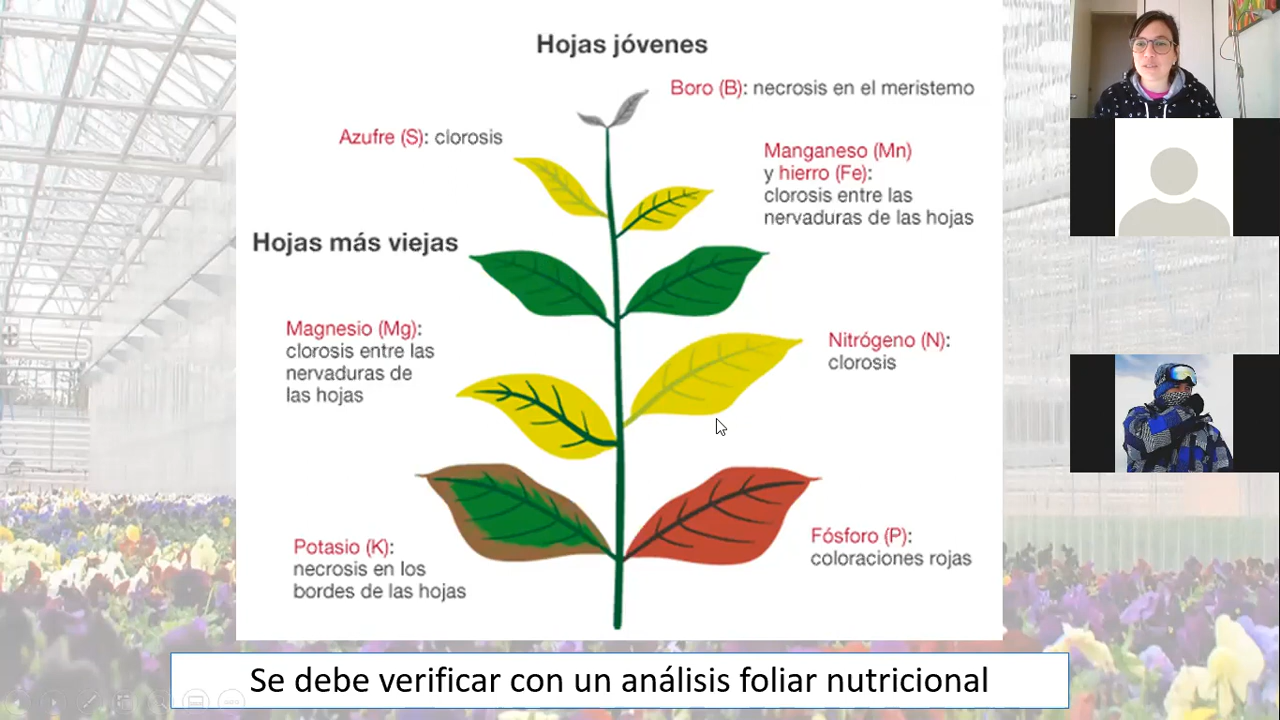 Hojas jóvenes
Boro (B): necrosis en el meristemo
Azufre (S): clorosis
Manganeso (Mn)
y hierro (Fe):
clorosis entre las
nervaduras de las hojas
Hojas más viejas
Magnesio (Mg):
clorosis entre las
nervaduras de
las hojas
Nitrógeno (N):
clorosis
Potasio (K):
necrosis en los
bordes de las hojas
Fósforo (P):
coloraciones rojas
Se debe verificar con un análisis foliar nutricional